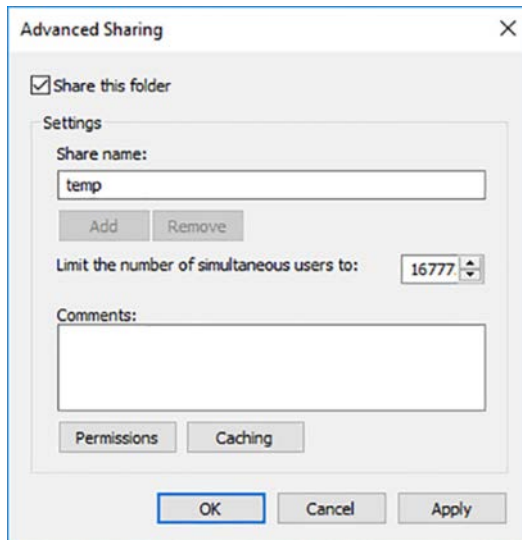 Advanced Sharing
Share this folder
Settings
Share name:
temp
Add Remove
Limit the number of simultaneous users to: 16777
Comments:
Permissions Caching
OK Cancel Apply